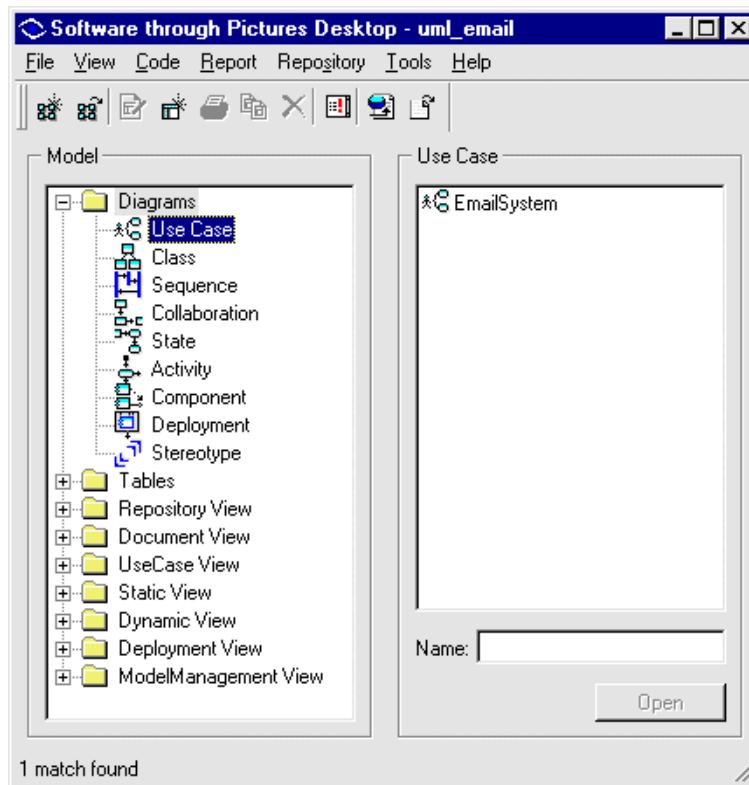 Software through Pictures Desktop - uml_email
File View Code Report Repository Tools Help
Model
Use Case
Diagrams
Use Case
Class
Sequence
Collaboration
State
Activity
Component
Deployment
Stereotype
Tables
Repository View
Document View
UseCase View
Static View
Dynamic View
Deployment View
ModelManagement View
EmailSystem
Name:
Open
1 match found